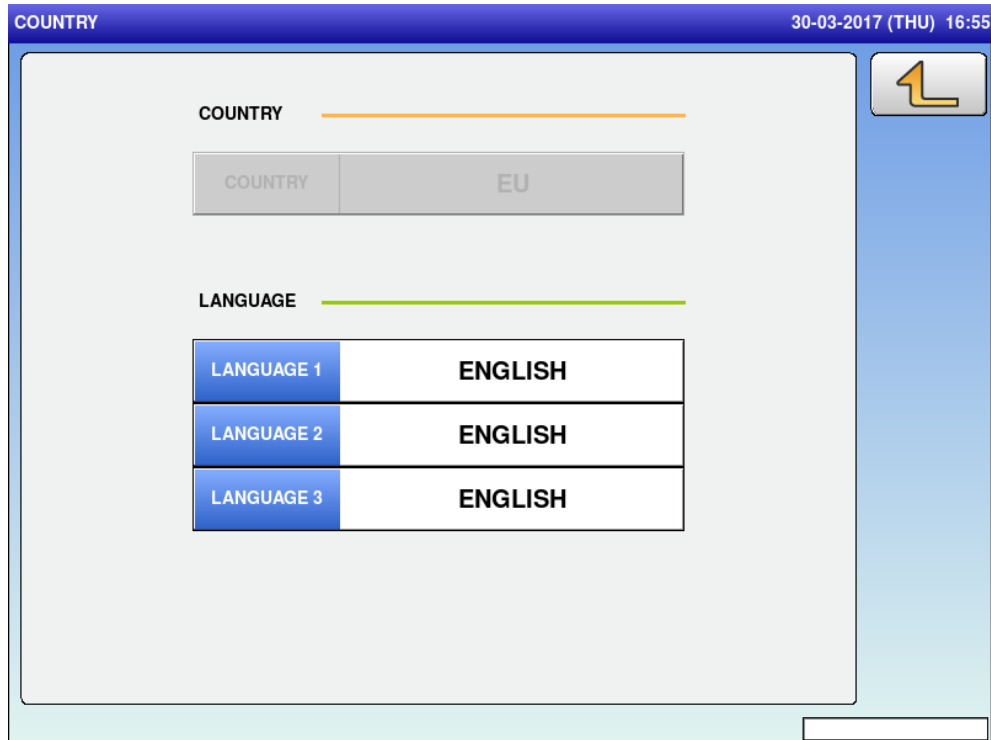 COUNTRY 30-03-2017 (THU) 16:55
COUNTRY
COUNTRY EU
LANGUAGE
LANGUAGE 1 ENGLISH
LANGUAGE 2 ENGLISH
LANGUAGE 3 ENGLISH